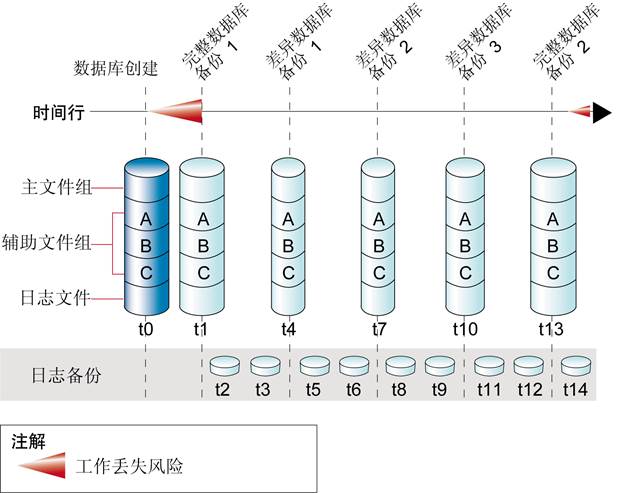 数据库创建
完整数据库
备份 1
差异数据库
备份 1
差异数据库
备份 2
差异数据库
备份 3
完整数据库
备份 2
时间行
主文件组
辅助文件组
日志文件
A A A A A A
B B B B B B
C C C C C C
t0 t1 t4 t7 t10 t13
日志备份
t2 t3 t5 t6 t8 t9 t11 t12 t14
注解
工作丢失风险